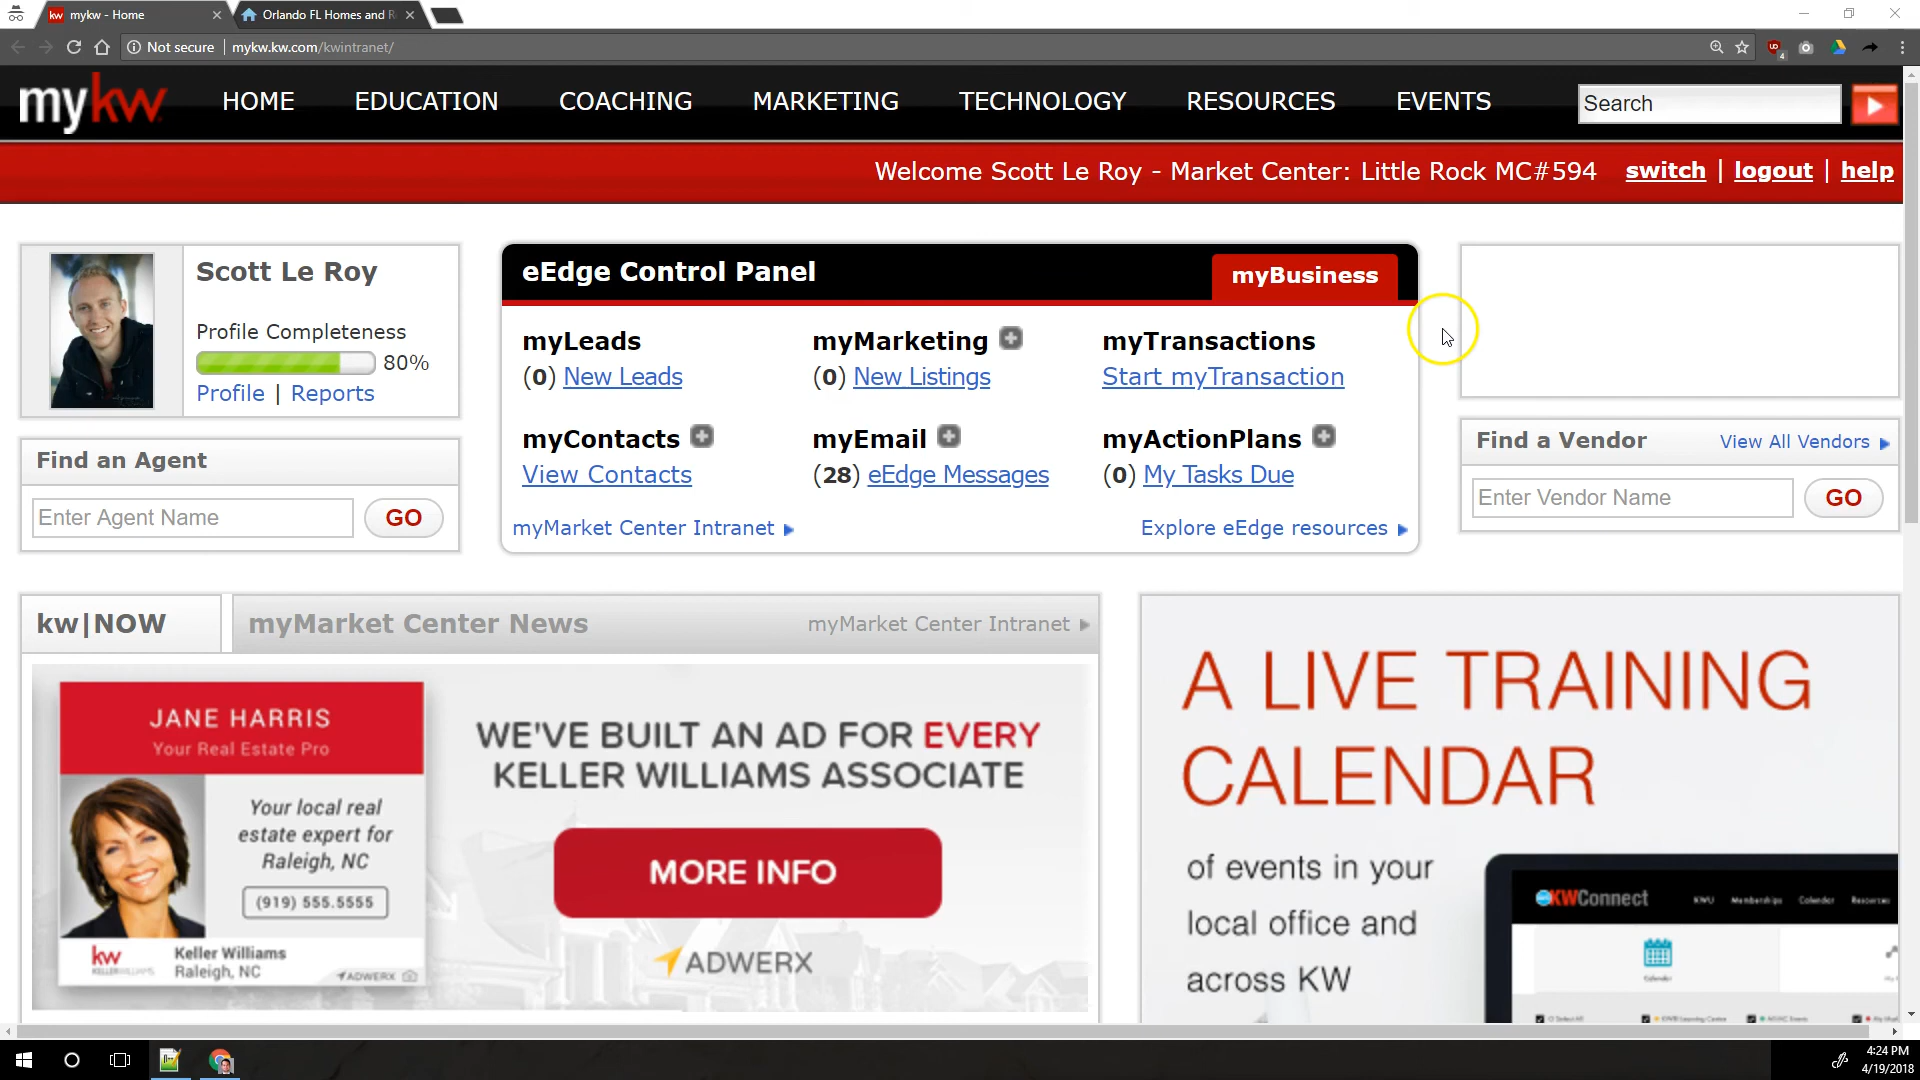 mykw - Home
Orlando FL Homes and R
Not secure
mykw.kw.com/kwintranet/
4
mykw
HOME
EDUCATION
COACHING
MARKETING
TECHNOLOGY
RESOURCES
EVENTS
Search
Welcome Scott Le Roy - Market Center: Little Rock MC#594
switch | logout | help
Scott Le Roy
Profile Completeness
80%
Profile | Reports
Find an Agent
Enter Agent Name
GO
eEdge Control Panel
myBusiness
myLeads
(0) New Leads
myMarketing
(0) New Listings
myTransactions
Start myTransaction
myContacts
View Contacts
myEmail
(28) eEdge Messages
myActionPlans
(0) My Tasks Due
myMarket Center Intranet
Explore eEdge resources
Find a Vendor
View All Vendors
Enter Vendor Name
GO
kw|NOW
myMarket Center News
myMarket Center Intranet
JANE HARRIS
Your Real Estate Pro
Your local real
estate expert for
Raleigh, NC
(919) 555.5555
kw
KELLERWILLIAMS
Keller Williams
Raleigh, NC
ADWERX
WE'VE BUILT AN AD FOR EVERY
KELLER WILLIAMS ASSOCIATE
MORE INFO
ADWERX
A LIVE TRAINING
CALENDAR
of events in your
local office and
across KW
KWConnect
KWU
Memberships
Calendar
Resources
Calendar
4:24 PM
4/19/2018